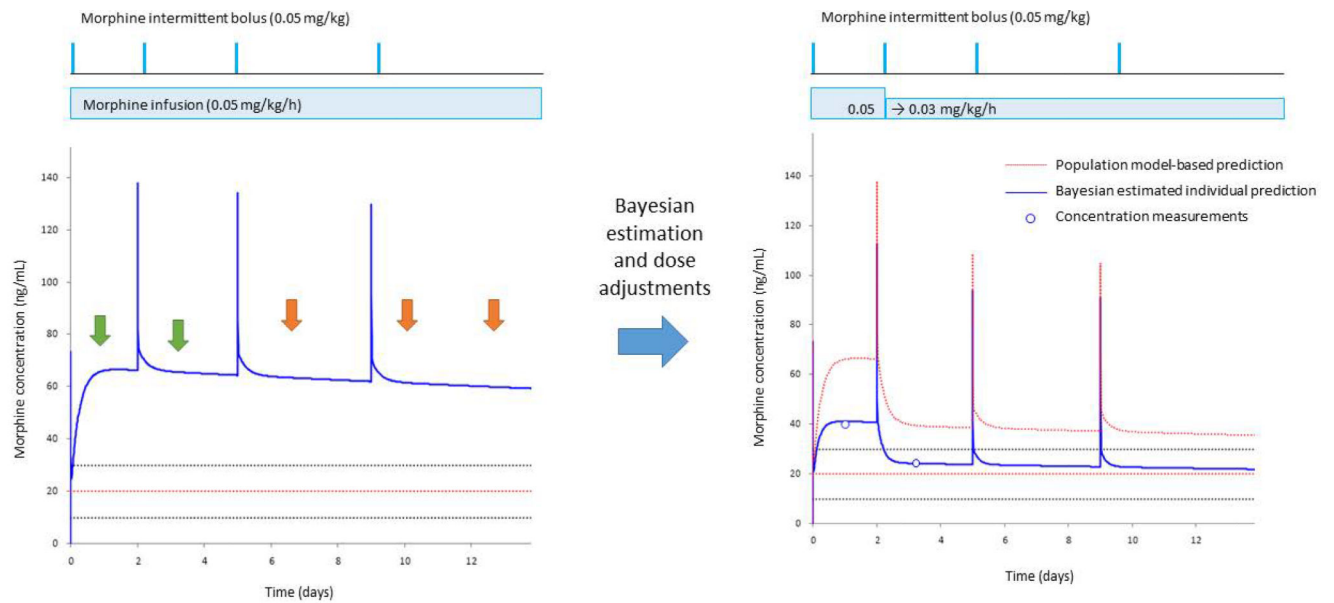 Morphine intermittent bolus (0.05 mg/kg)
Morphine infusion (0.05 mg/kg/h)
Morphine concentration (ng/mL)
140
120
100
80
60
40
20
0
0 2 4 6 8 10 12
Time (days)
Bayesian
estimation
and dose
adjustments
Morphine intermittent bolus (0.05 mg/kg)
0.05 → 0.03 mg/kg/h
Population model-based prediction
Bayesian estimated individual prediction
Concentration measurements
Morphine concentration (ng/mL)
140
120
100
80
60
40
20
0
0 2 4 6 8 10 12
Time (days)